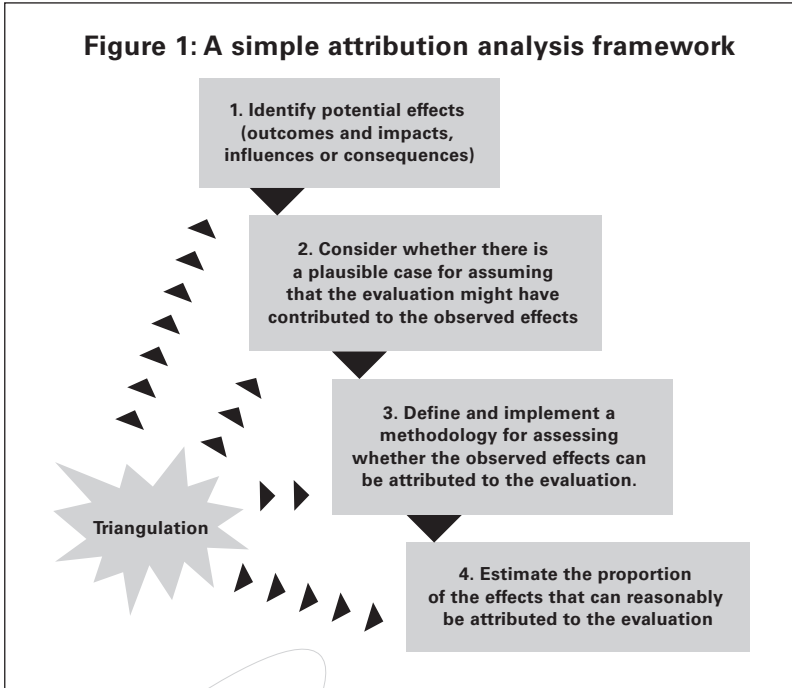 Figure 1: A simple attribution analysis framework
1. Identify potential effects
(outcomes and impacts,
influences or consequences)
2. Consider whether there is
a plausible case for assuming
that the evaluation might have
contributed to the observed effects
3. Define and implement a
methodology for assessing
whether the observed effects can
be attributed to the evaluation.
Triangulation
4. Estimate the proportion
of the effects that can reasonably
be attributed to the evaluation